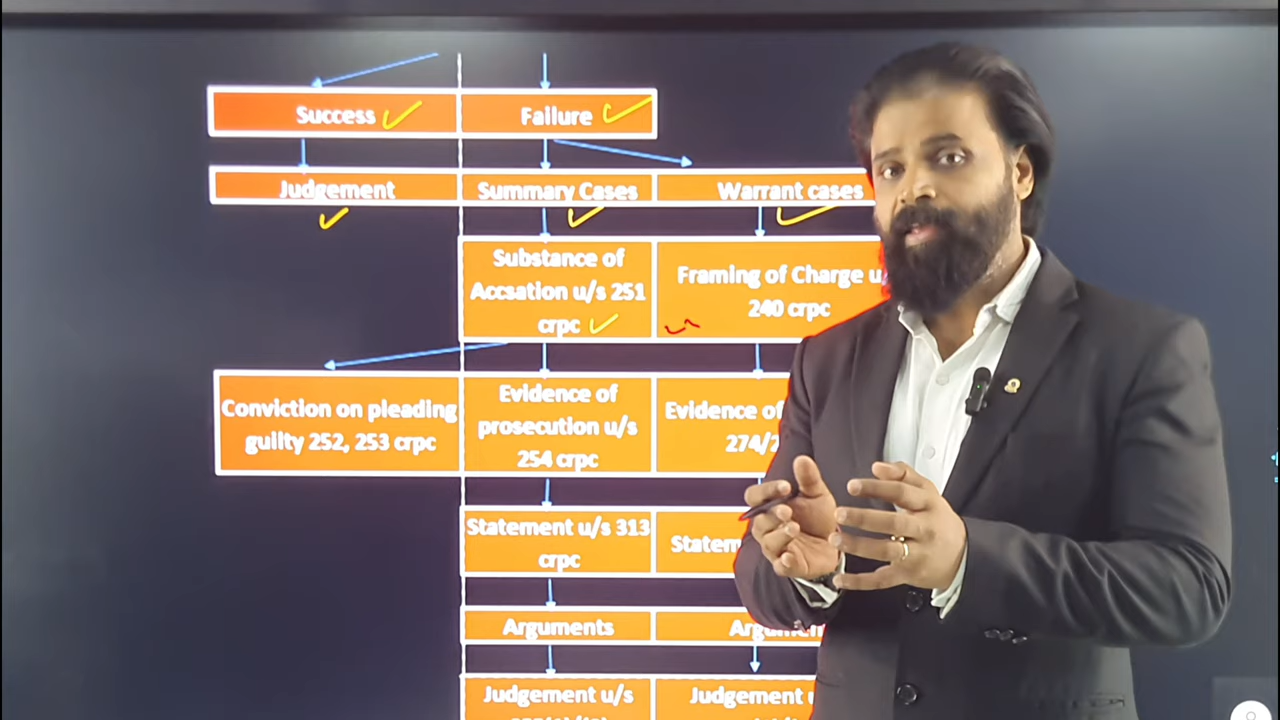 Success
Failure
Judgement
Summary Cases
Warrant cases
Substance of
Accsation u/s 251
crpc
Framing of Charge
240 crpc
Conviction on pleading
guilty 252, 253 crpc
Evidence of
prosecution u/s
254 crpc
Evidence of
Statement u/s 313
crpc
Arguments
Judgement u/s
Judgement